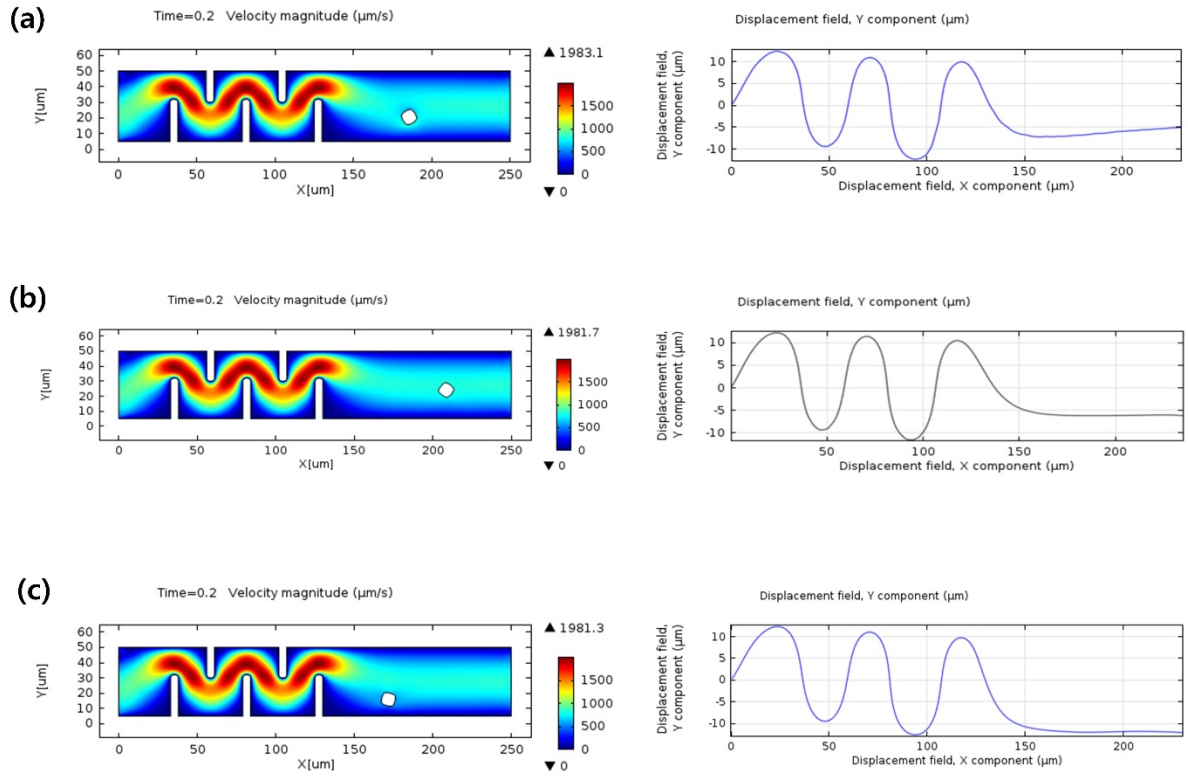 (a)
Time=0.2 Velocity magnitude (µm/s)
▲ 1983.1
Y[um]
60
50
40
30
20
10
0
0 50 100 150 200 250
X[um]
1500
1000
500
0
▼ 0
Displacement field, Y component (µm)
Displacement field,
Y component (µm)
10
5
0
-5
-10
50 100 150 200
Displacement field, X component (µm)
(b)
Time=0.2 Velocity magnitude (µm/s)
▲ 1981.7
Y[um]
60
50
40
30
20
10
0
0 50 100 150 200 250
X[um]
1500
1000
500
0
▼ 0
Displacement field, Y component (µm)
Displacement field,
Y component (µm)
10
5
0
-5
-10
50 100 150 200
Displacement field, X component (µm)
(c)
Time=0.2 Velocity magnitude (µm/s)
▲ 1981.3
Y[um]
60
50
40
30
20
10
0
0 50 100 150 200 250
X[um]
1500
1000
500
0
▼ 0
Displacement field, Y component (µm)
Displacement field,
Y component (µm)
10
5
0
-5
-10
0 50 100 150 200
Displacement field, X component (µm)